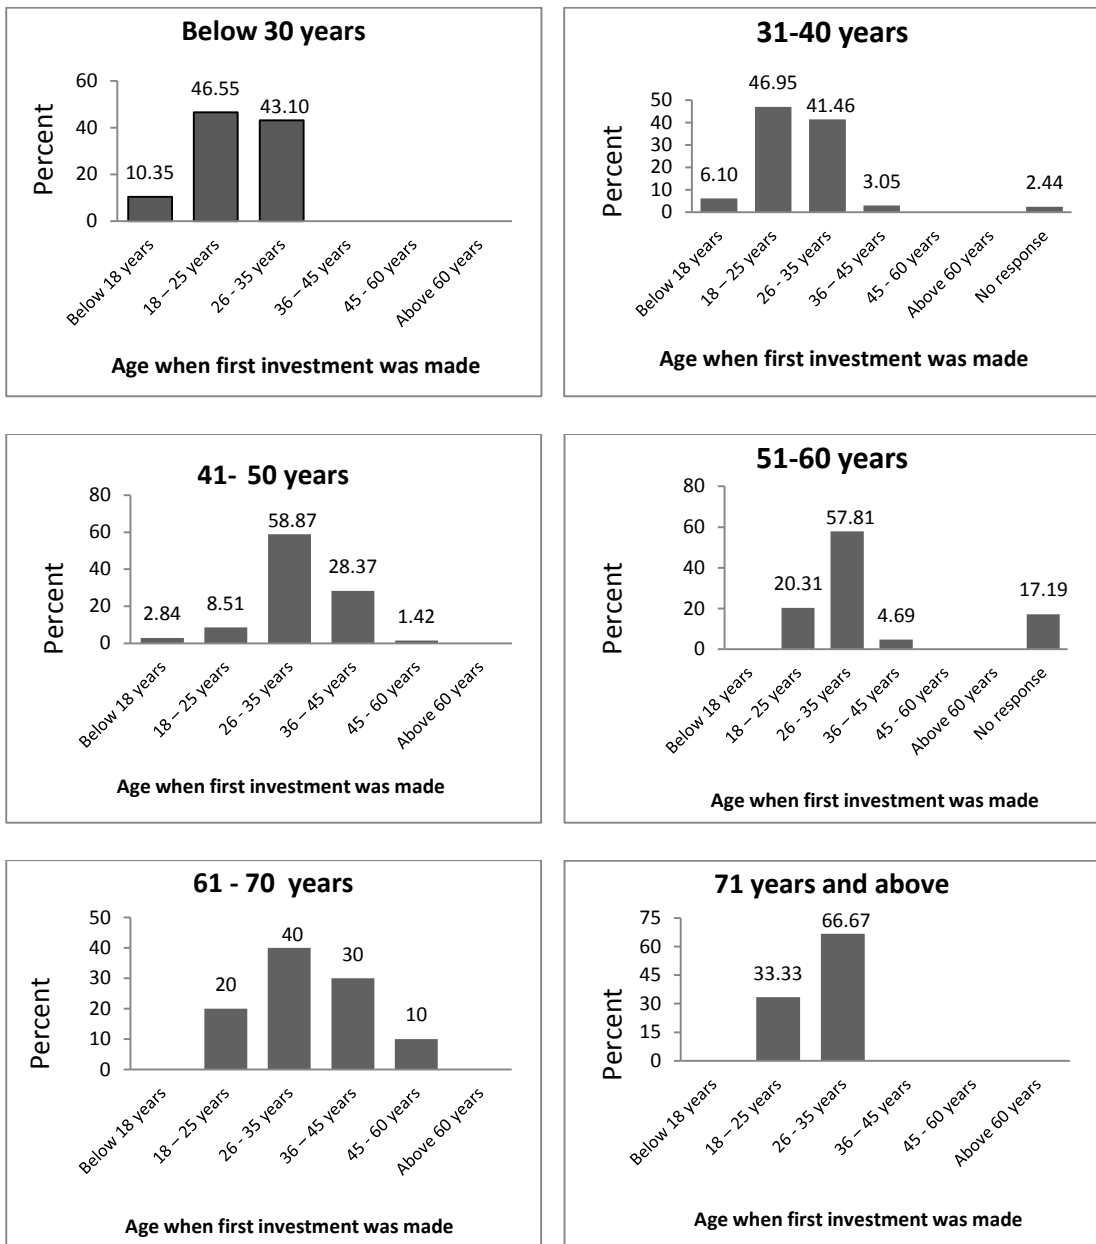 Below 30 years
Percent
60
40
20
0
10.35
46.55
43.10
Below 18 years
18 – 25 years
26 - 35 years
36 – 45 years
45 - 60 years
Above 60 years
Age when first investment was made
31-40 years
Percent
50
40
30
20
10
0
6.10
46.95
41.46
3.05
2.44
Below 18 years
18 – 25 years
26 - 35 years
36 – 45 years
45 - 60 years
Above 60 years
No response
Age when first investment was made
41- 50 years
Percent
80
60
40
20
0
2.84
8.51
58.87
28.37
1.42
Below 18 years
18 – 25 years
26 - 35 years
36 – 45 years
45 - 60 years
Above 60 years
Age when first investment was made
51-60 years
Percent
80
60
40
20
0
20.31
57.81
4.69
17.19
Below 18 years
18 – 25 years
26 - 35 years
36 – 45 years
45 - 60 years
Above 60 years
No response
Age when first investment was made
61 - 70 years
Percent
50
40
30
20
10
0
20
40
30
10
Below 18 years
18 – 25 years
26 - 35 years
36 – 45 years
45 - 60 years
Above 60 years
Age when first investment was made
71 years and above
Percent
75
60
45
30
15
0
33.33
66.67
Below 18 years
18 – 25 years
26 - 35 years
36 – 45 years
45 - 60 years
Above 60 years
Age when first investment was made